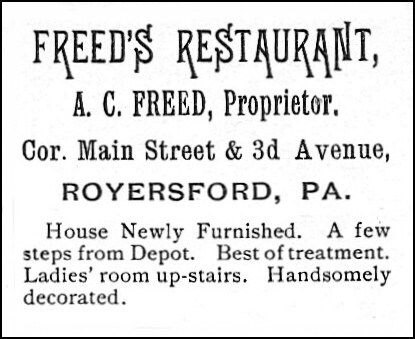 FREED'S RESTAURANT,
A. C. FREED, Proprietor.
Cor. Main Street & 3d Avenue,
ROYERSFORD, PA.
House Newly Furnished. A few
steps from Depot. Best of treatment.
Ladies' room up-stairs. Handsomely
decorated.